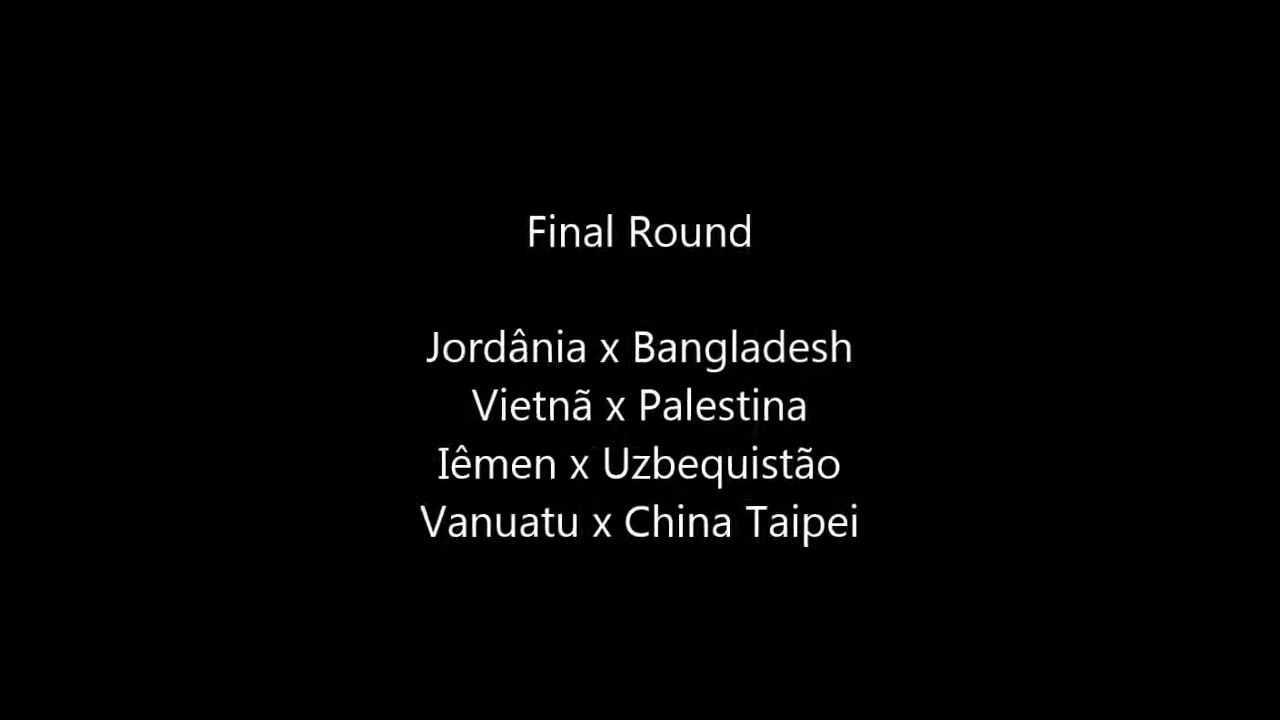 Final Round
Jordânia x Bangladesh
Vietnã x Palestina
Iêmen x Uzbequistão
Vanuatu x China Taipei